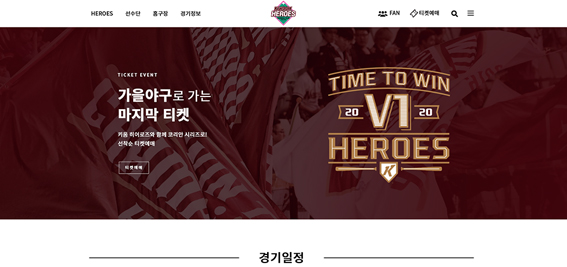 HEROES 선수단 홈구장 경기정보
HEROES
FAN 티켓예매
TICKET EVENT
가을야구로 가는
마지막 티켓
키움 히어로즈와 함께 코리안 시리즈로!
선착순 티켓예매
티켓예매
TIME TO WIN
20 V1 20
HEROES
K
경기일정